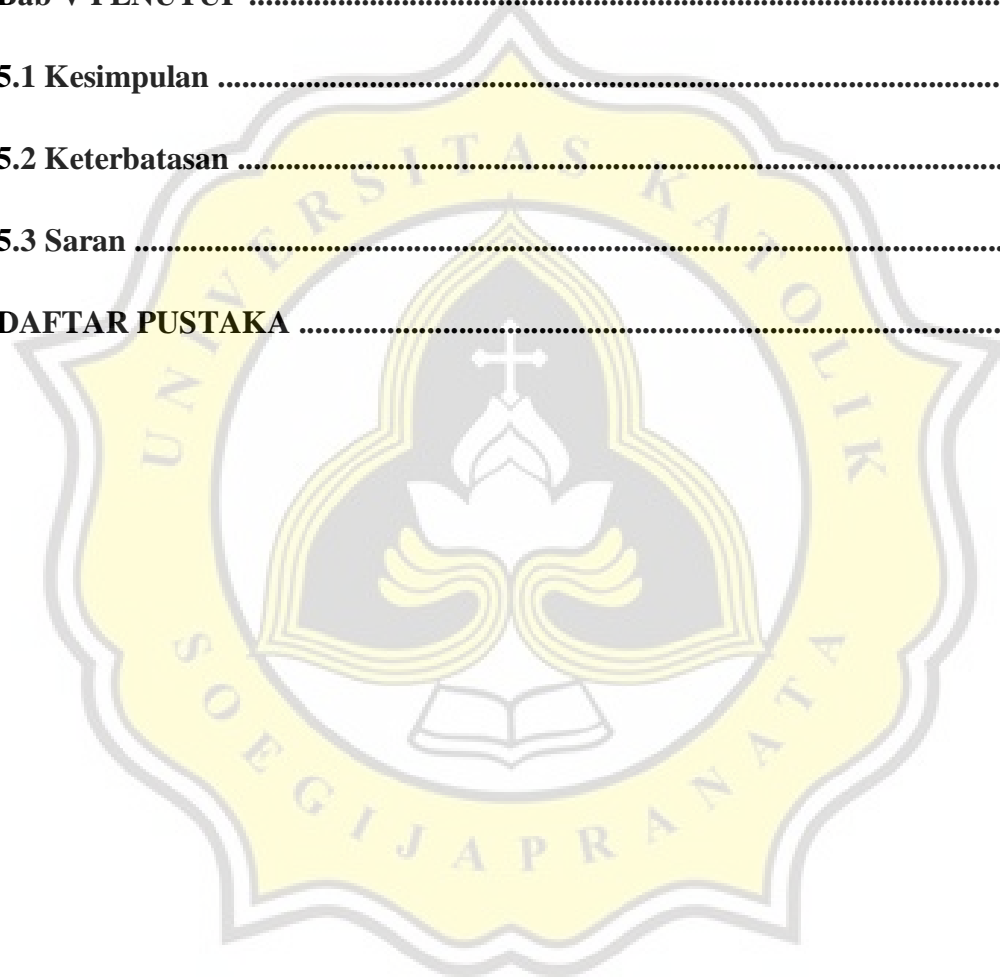 Bab V PENUTUP ....................................................................................................
5.1 Kesimpulan ....................................................................................................
5.2 Keterbatasan ....................................................................................................
5.3 Saran ....................................................................................................
DAFTAR PUSTAKA ....................................................................................................
UNIVERSITAS KATOLIK
SOEGIJAPRANATA